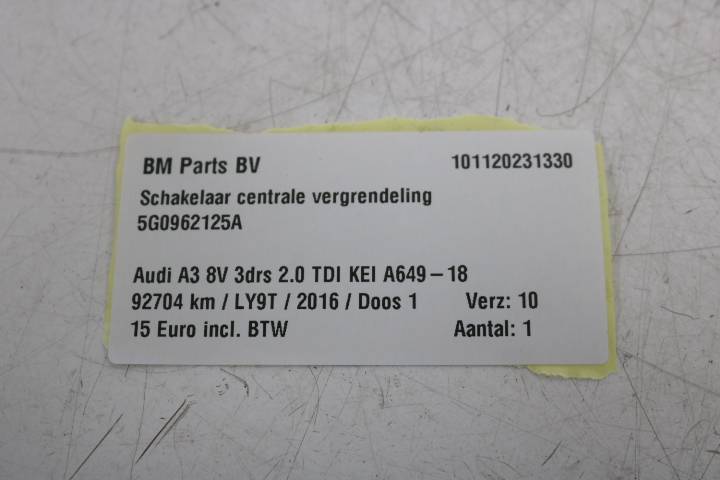 BM Parts BV 101120231330
Schakelaar centrale vergrendeling
5G0962125A
Audi A3 8V 3drs 2.0 TDI KEI A649-18
92704 km / LY9T / 2016 / Doos 1 Verz: 10
15 Euro incl. BTW Aantal: 1